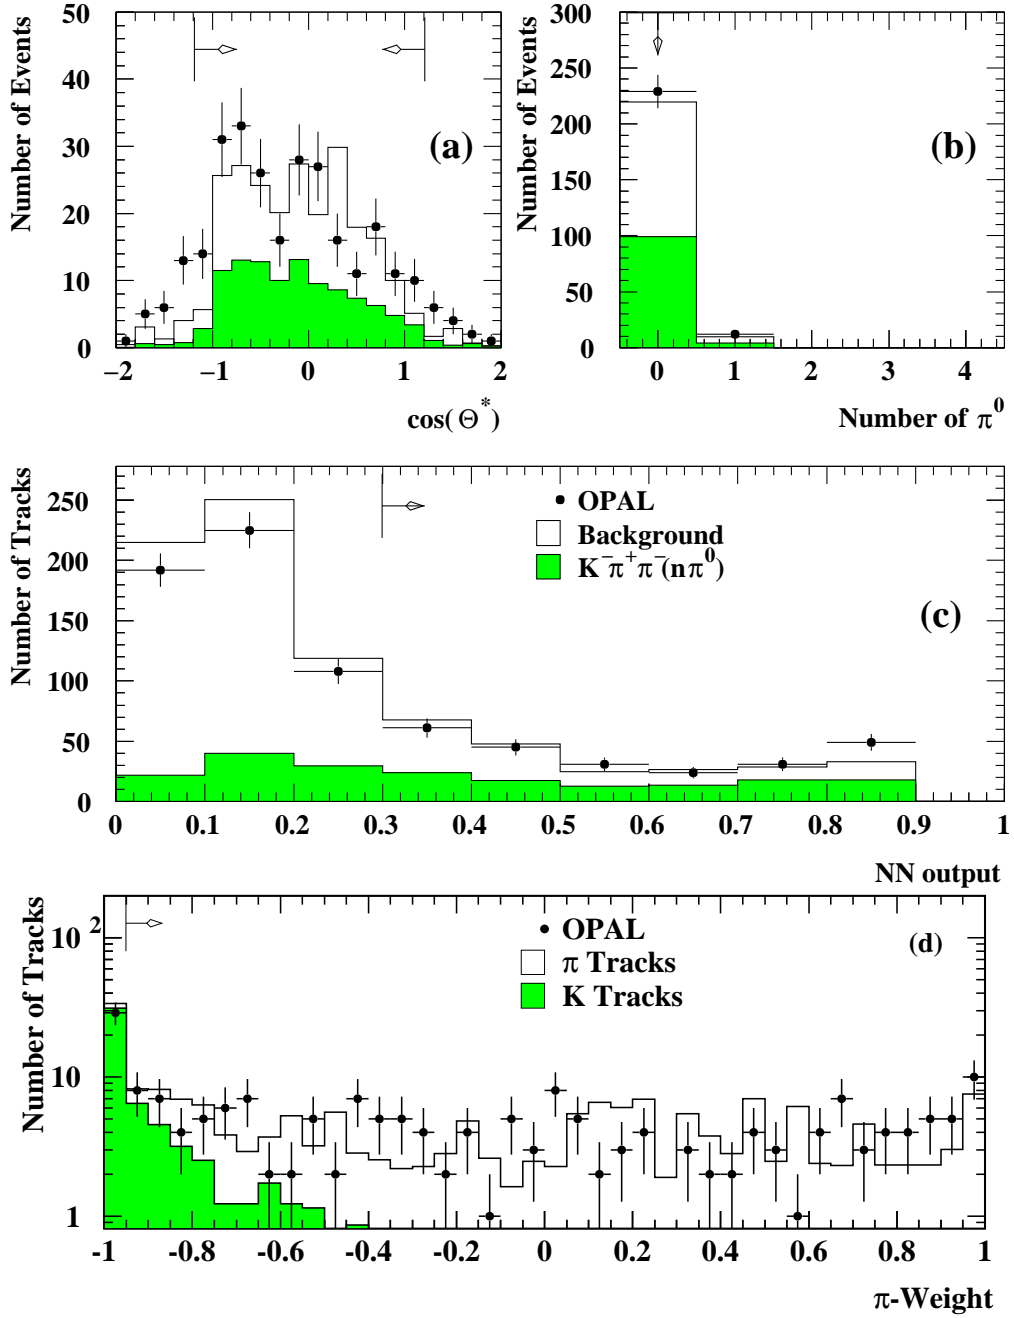 Number of Events
50
40
30
20
10
0
(a)
−2 −1 0 1 2
cos(Θ*)
Number of Events
300
250
200
150
100
50
0
(b)
0 1 2 3 4
Number of π⁰
Number of Tracks
250
200
150
100
50
0
OPAL
Background
K⁻π⁺π⁻(nπ⁰)
(c)
0 0.1 0.2 0.3 0.4 0.5 0.6 0.7 0.8 0.9 1
NN output
Number of Tracks
10²
10
1
OPAL
π Tracks
K Tracks
(d)
-1 -0.8 -0.6 -0.4 -0.2 0 0.2 0.4 0.6 0.8 1
π-Weight